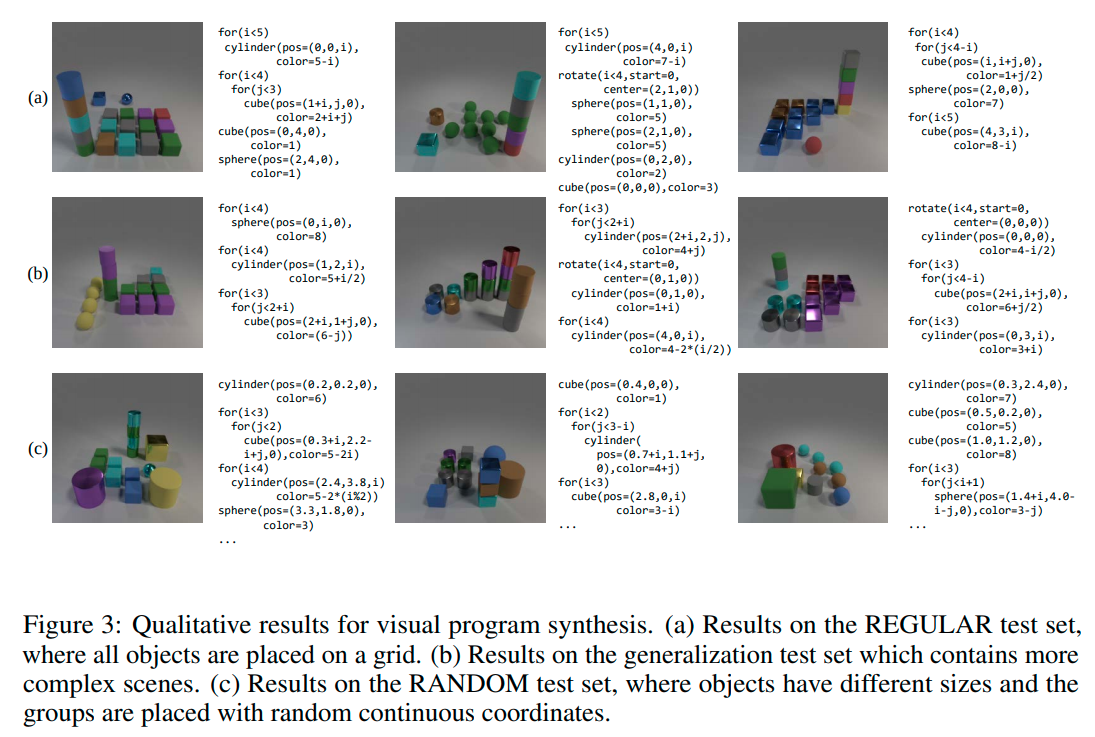 (a)
for(i<5)
cylinder(pos=(0,0,i),
color=5-i)
for(i<4)
for(j<3)
cube(pos=(1+i,j,0),
color=2+i+j)
cube(pos=(0,4,0),
color=1)
sphere(pos=(2,4,0),
color=1)
for(i<5)
cylinder(pos=(4,0,i)
color=7-i)
rotate(i<4,start=0,
center=(2,1,0))
sphere(pos=(1,1,0),
color=5)
sphere(pos=(2,1,0),
color=5)
cylinder(pos=(0,2,0),
color=2)
cube(pos=(0,0,0),color=3)
for(i<4)
for(j<4-i)
cube(pos=(i,i+j,0),
color=1+j/2)
sphere(pos=(2,0,0),
color=7)
for(i<5)
cube(pos=(4,3,i),
color=8-i)
(b)
for(i<4)
sphere(pos=(0,i,0),
color=8)
for(i<4)
cylinder(pos=(1,2,i),
color=5+i/2)
for(i<3)
for(j<2+i)
cube(pos=(2+i,1+j,0),
color=(6-j))
for(i<3)
for(j<2+i)
cylinder(pos=(2+i,2,j),
color=4+j)
rotate(i<4,start=0,
center=(0,1,0))
cylinder(pos=(0,1,0),
color=1+i)
for(i<4)
cylinder(pos=(4,0,i),
color=4-2*(i/2))
rotate(i<4,start=0,
center=(0,0,0))
cylinder(pos=(0,0,0),
color=4-i/2)
for(i<3)
for(j<4-i)
cube(pos=(2+i,i+j,0),
color=6+j/2)
for(i<3)
cylinder(pos=(0,3,i),
color=3+i)
(c)
cylinder(pos=(0.2,0.2,0),
color=6)
for(i<3)
for(j<2)
cube(pos=(0.3+i,2.2-
i+j,0),color=5-2i)
for(i<4)
cylinder(pos=(2.4,3.8,i)
color=5-2*(i%2))
sphere(pos=(3.3,1.8,0),
color=3)
...
cube(pos=(0.4,0,0),
color=1)
for(i<2)
for(j<3-i)
cylinder(
pos=(0.7+i,1.1+j,
0),color=4+j)
for(i<3)
cube(pos=(2.8,0,i)
color=3-i)
...
cylinder(pos=(0.3,2.4,0),
color=7)
cube(pos=(0.5,0.2,0),
color=5)
cube(pos=(1.0,1.2,0),
color=8)
for(i<3)
for(j<i+1)
sphere(pos=(1.4+i,4.0-
i-j,0),color=3-j)
...
Figure 3: Qualitative results for visual program synthesis. (a) Results on the REGULAR test set,
where all objects are placed on a grid. (b) Results on the generalization test set which contains more
complex scenes. (c) Results on the RANDOM test set, where objects have different sizes and the
groups are placed with random continuous coordinates.